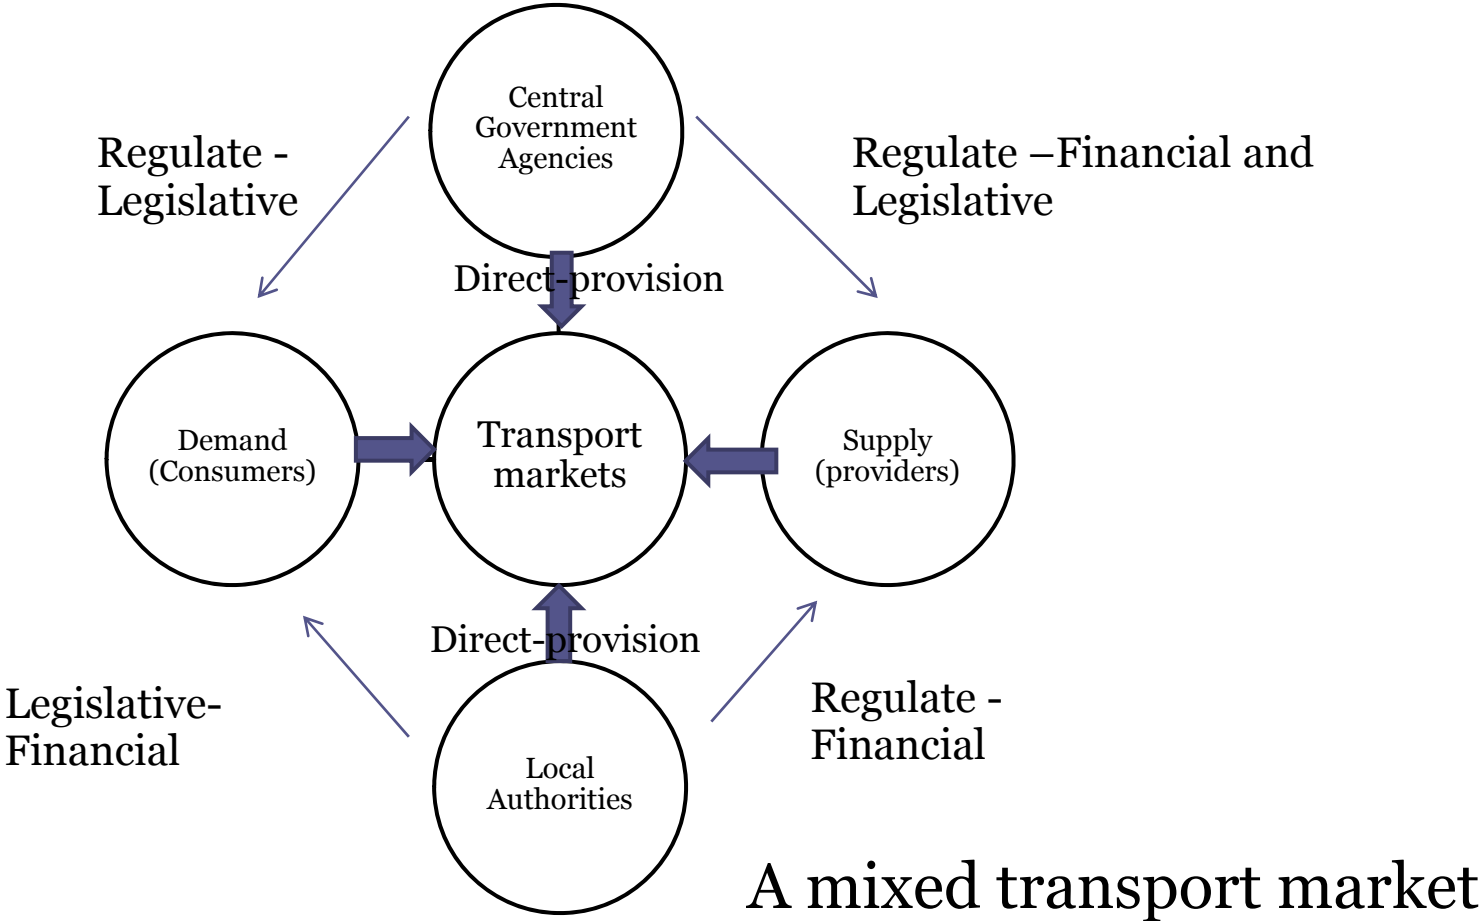 Central
Government
Agencies
Regulate -
Legislative
Regulate –Financial and
Legislative
Direct-provision
Demand
(Consumers)
Transport
markets
Supply
(providers)
Direct-provision
Legislative-
Financial
Regulate -
Financial
Local
Authorities
A mixed transport market